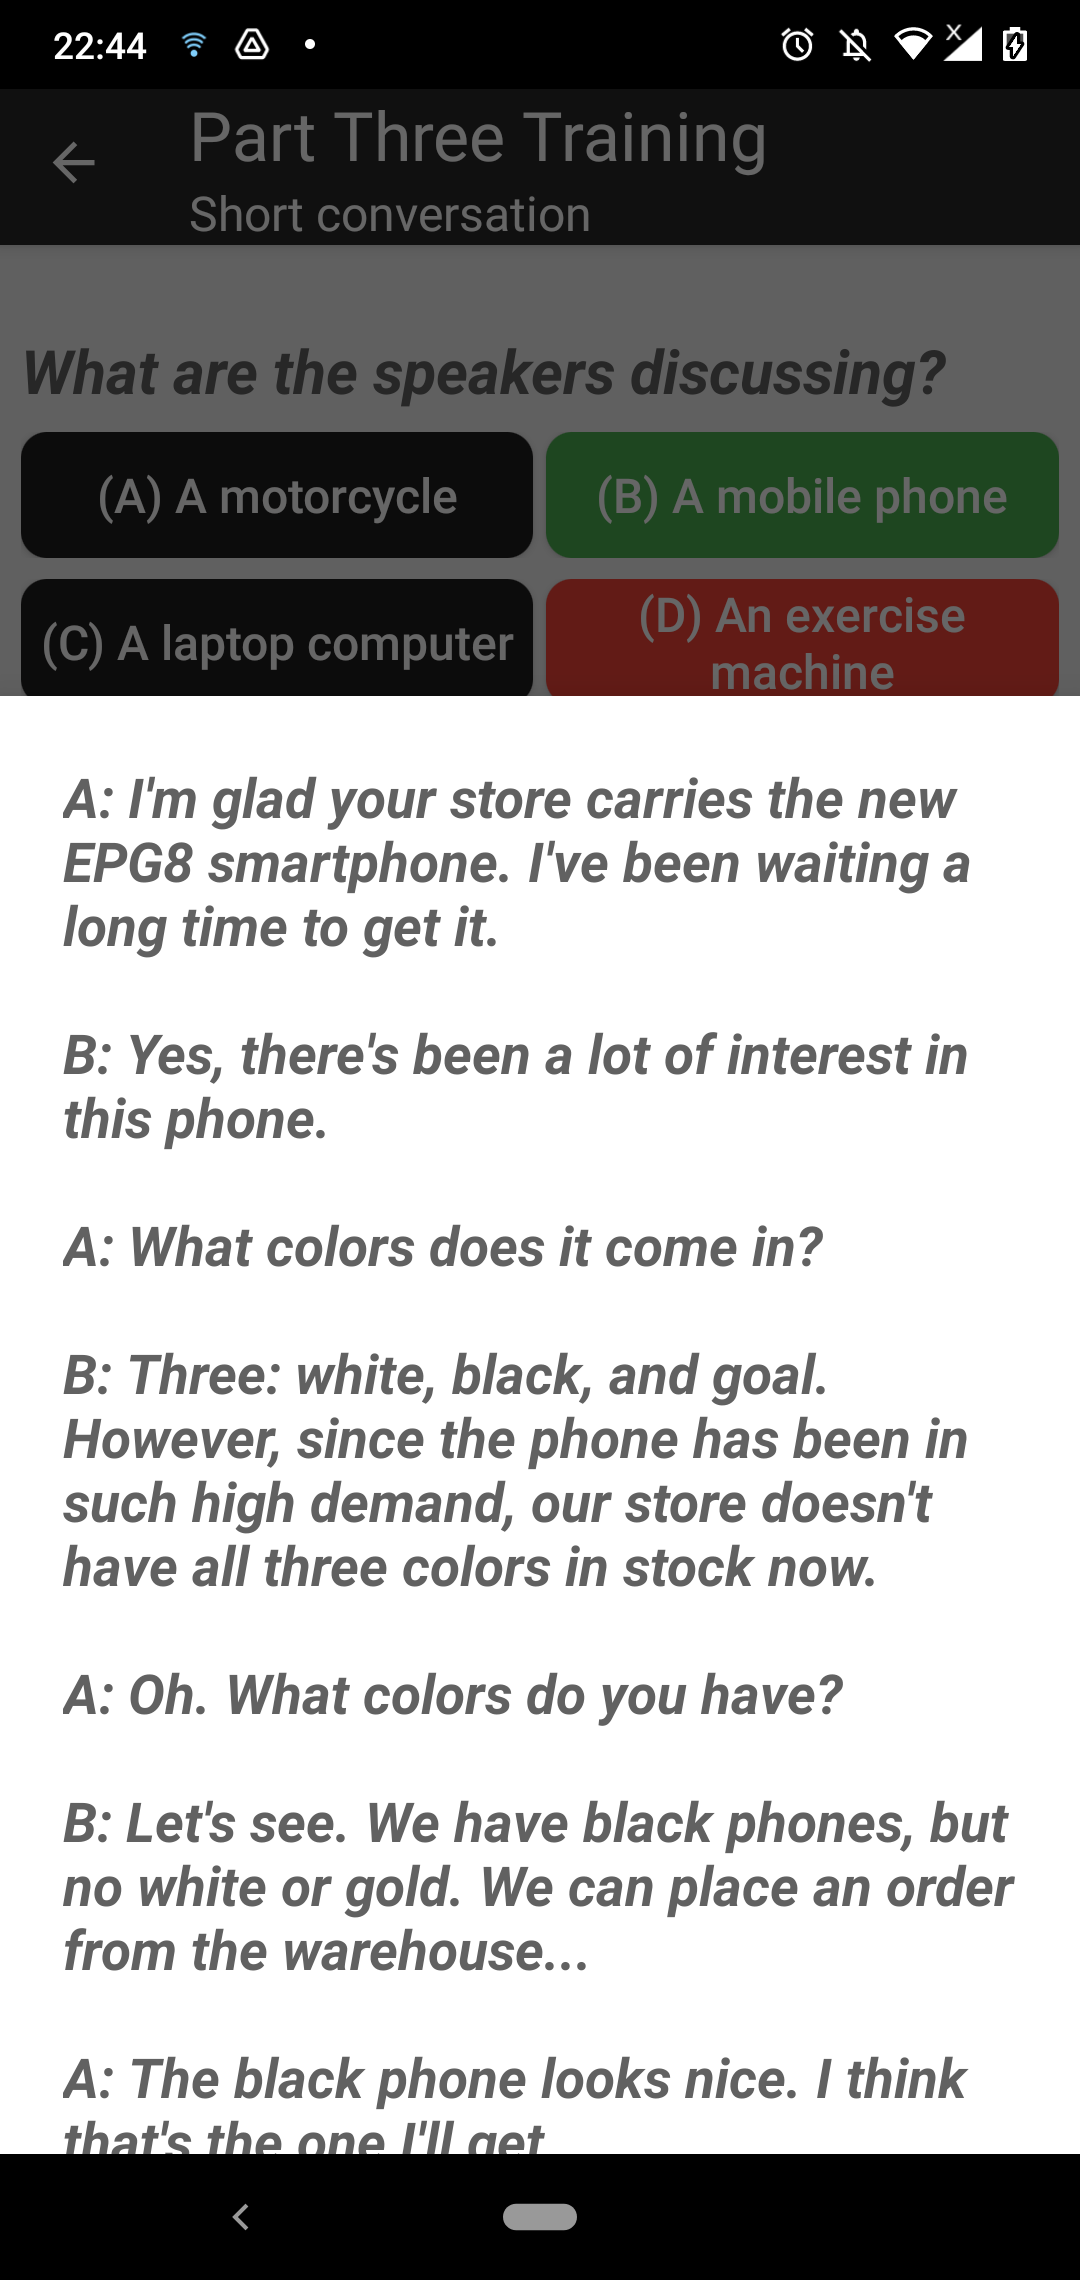 22:44
Part Three Training
Short conversation
What are the speakers discussing?
(A) A motorcycle
(B) A mobile phone
(C) A laptop computer
(D) An exercise
machine
A: I'm glad your store carries the new
EPG8 smartphone. I've been waiting a
long time to get it.
B: Yes, there's been a lot of interest in
this phone.
A: What colors does it come in?
B: Three: white, black, and goal.
However, since the phone has been in
such high demand, our store doesn't
have all three colors in stock now.
A: Oh. What colors do you have?
B: Let's see. We have black phones, but
no white or gold. We can place an order
from the warehouse...
A: The black phone looks nice. I think
that's the one I'll get